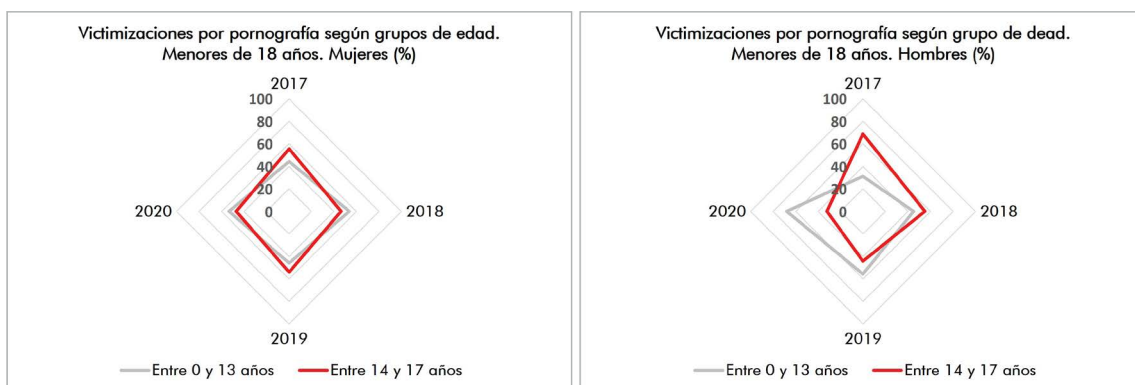 Victimizaciones por pornografía según grupos de edad.
Menores de 18 años. Mujeres (%)
2017
100
80
60
40
20
0
2020
2018
2019
Entre 0 y 13 años
Entre 14 y 17 años
Victimizaciones por pornografía según grupo de dead.
Menores de 18 años. Hombres (%)
2017
100
80
60
40
20
0
2020
2018
2019
Entre 0 y 13 años
Entre 14 y 17 años